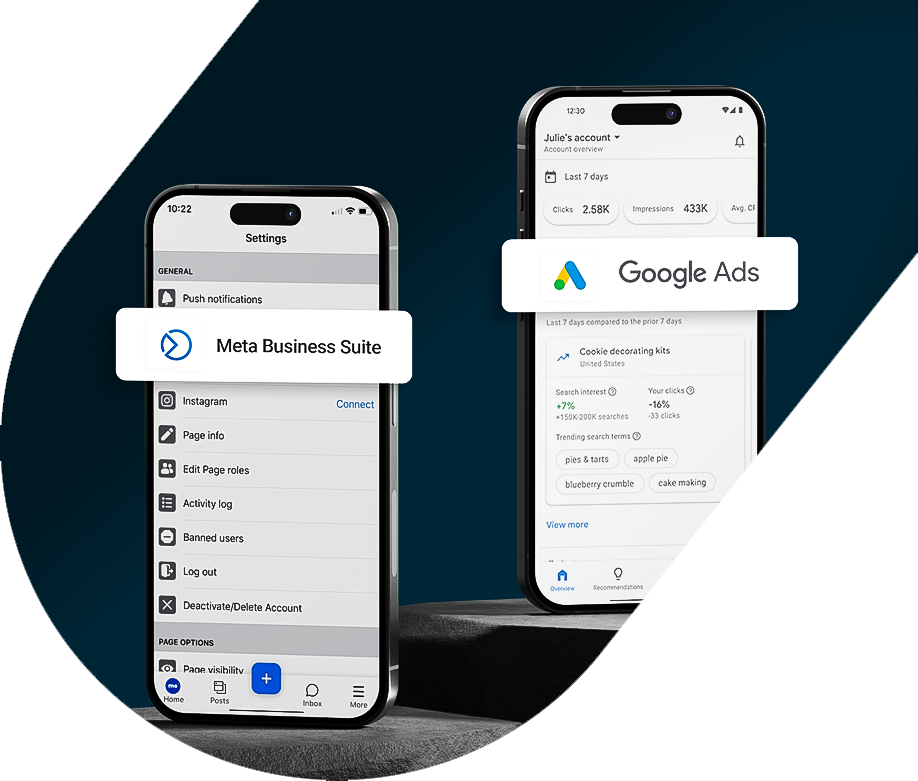 10:22
Settings
GENERAL
Push notifications
Meta Business Suite
Instagram
Connect
Page info
Edit Page roles
Activity log
Banned users
Log out
Deactivate/Delete Account
PAGE OPTIONS
Page visibility
me
Home
Posts
+
Inbox
More
12:30
Julie's account
Account overview
Last 7 days
Clicks 2.58K
Impressions 433K
Avg. CP
Google Ads
Last 7 days compared to the prior 7 days
Cookie decorating kits
United States
Search interest ?
Your clicks ?
+7%
-16%
+150K-200K searches
-33 clicks
Trending search terms ?
pies & tarts
apple pie
blueberry crumble
cake making
View more
Overview
Recommendations